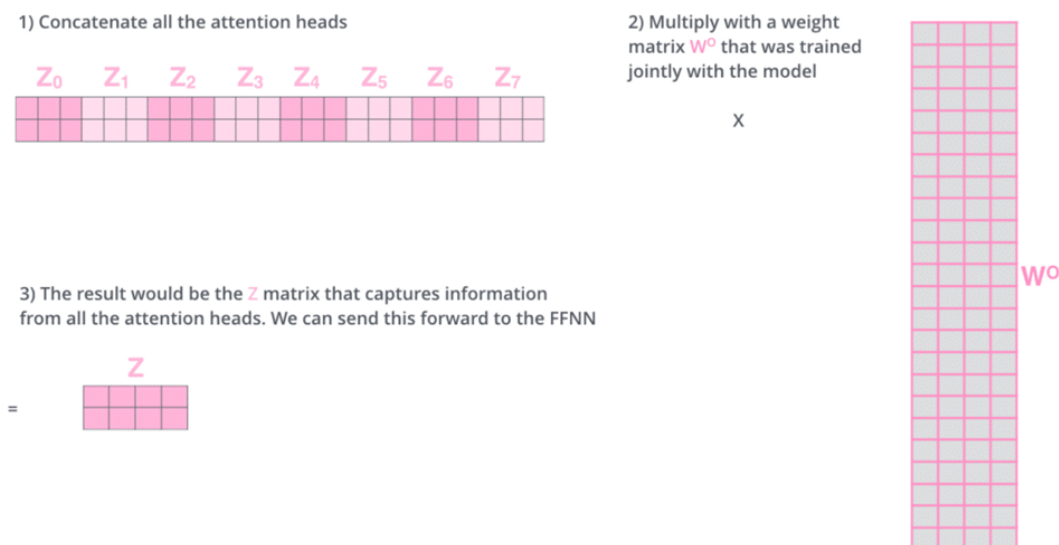 1) Concatenate all the attention heads
Z0 Z1 Z2 Z3 Z4 Z5 Z6 Z7
2) Multiply with a weight
matrix WO that was trained
jointly with the model
X
WO
3) The result would be the Z matrix that captures information
from all the attention heads. We can send this forward to the FFNN
Z
=